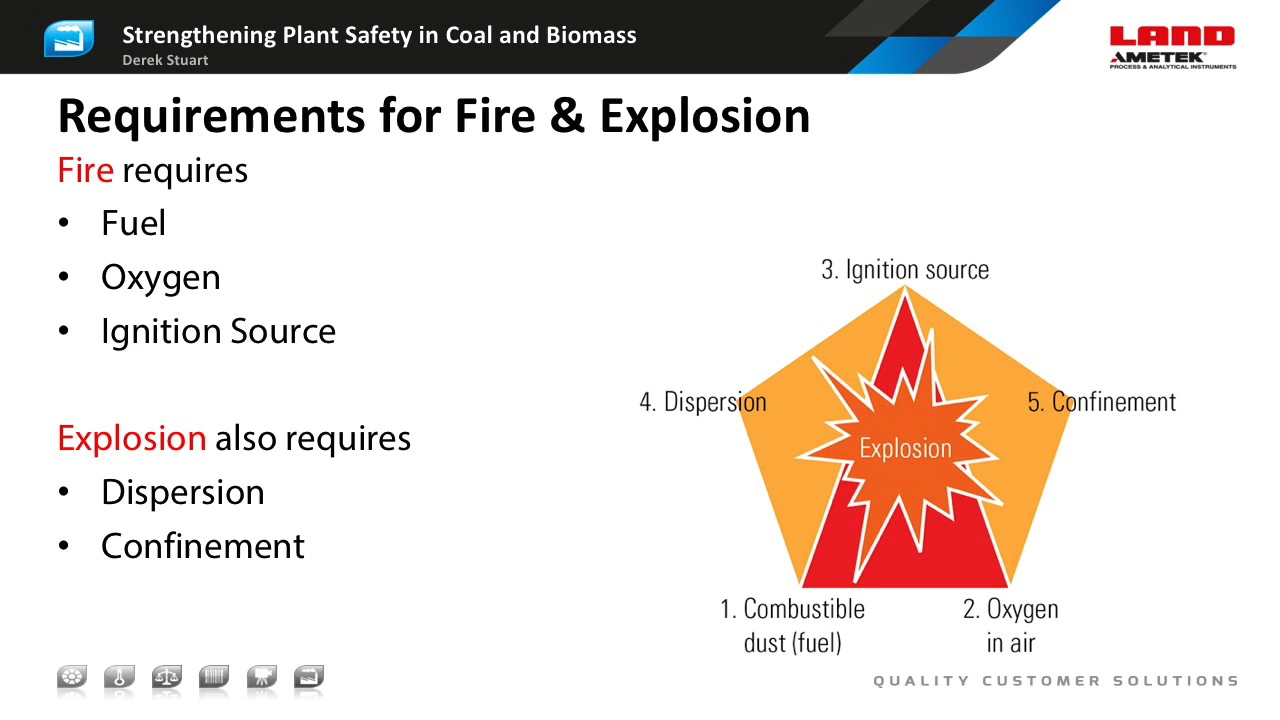 Strengthening Plant Safety in Coal and Biomass
Derek Stuart
LAND
AMETEK
PROCESS & ANALYTICAL INSTRUMENTS
Requirements for Fire & Explosion
Fire requires
• Fuel
• Oxygen
• Ignition Source
Explosion also requires
• Dispersion
• Confinement
3. Ignition source
4. Dispersion
5. Confinement
Explosion
1. Combustible
dust (fuel)
2. Oxygen
in air
QUALITY CUSTOMER SOLUTIONS